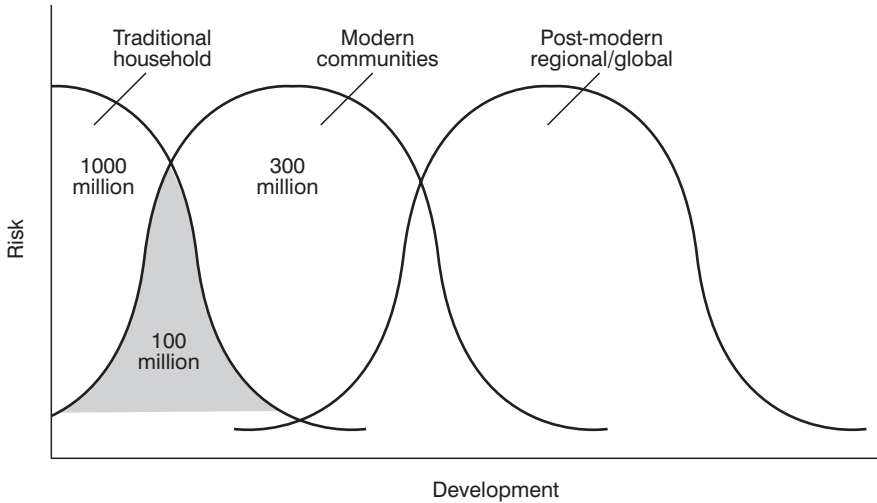 Traditional
household
Modern
communities
Post-modern
regional/global
1000
million
300
million
100
million
Risk
Development